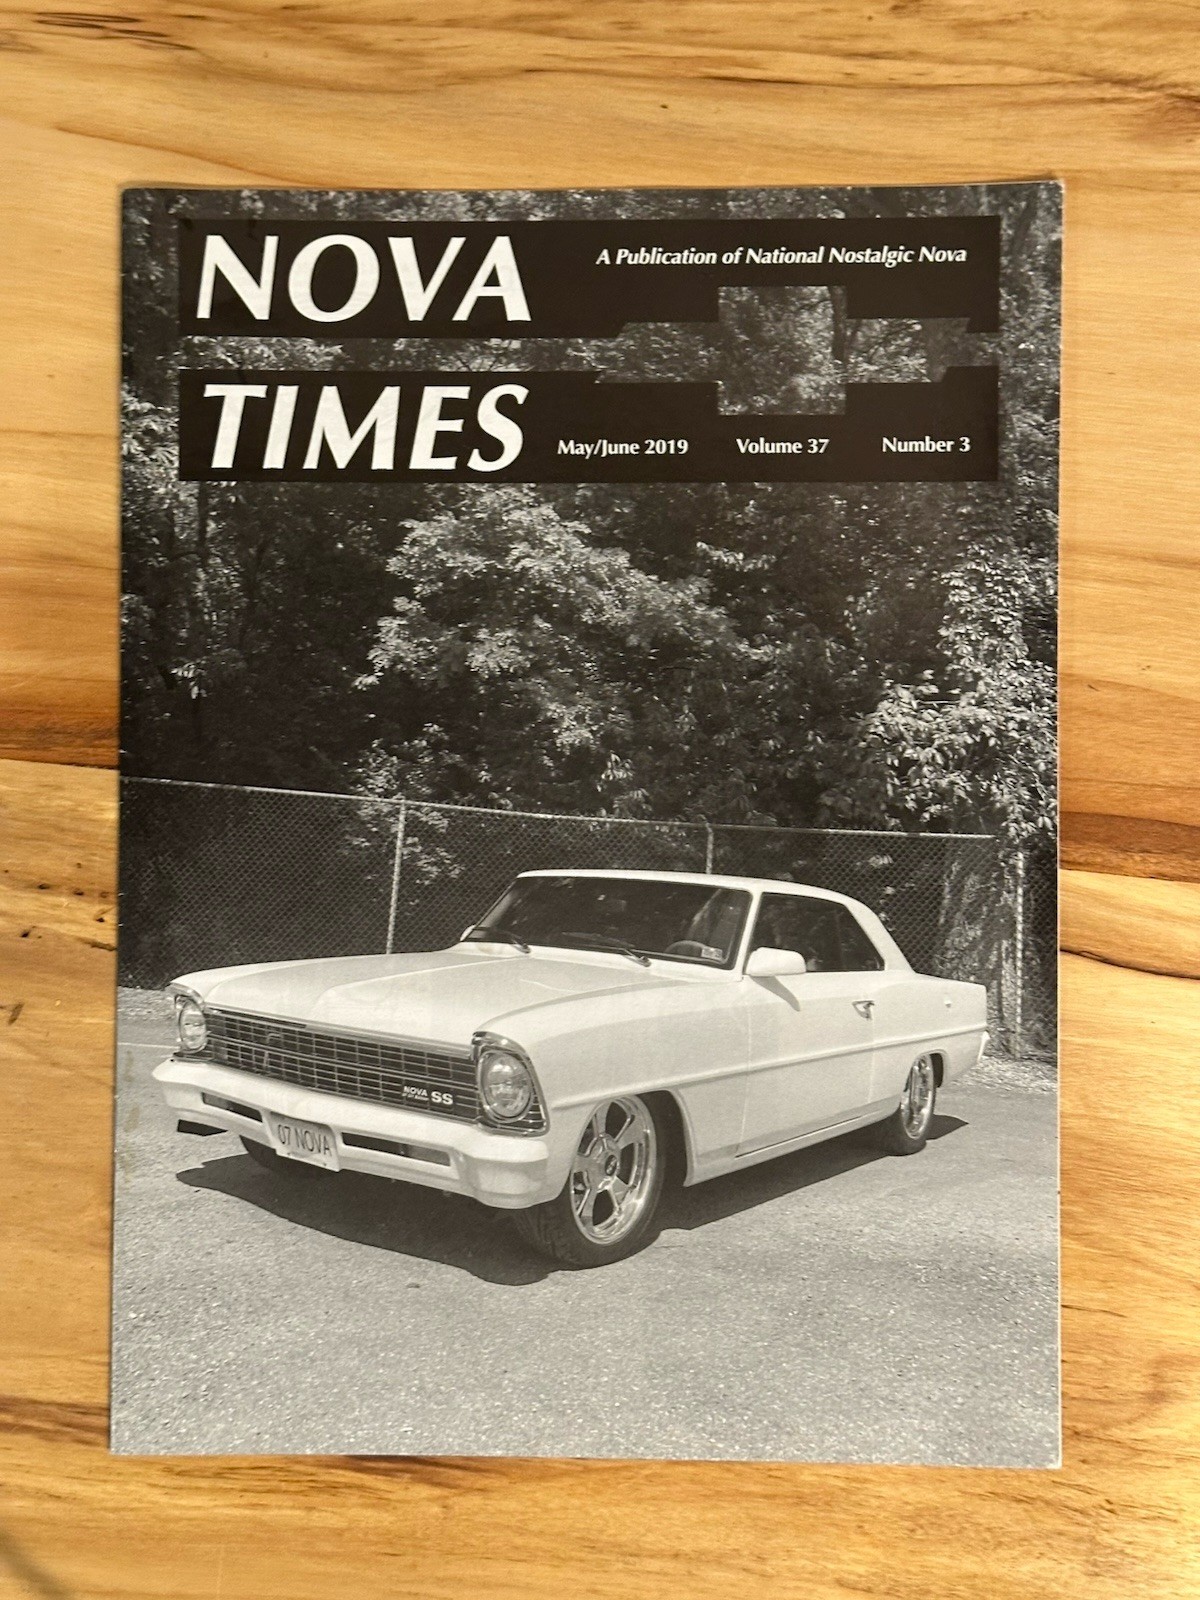 NOVA
A Publication of National Nostalgic Nova
TIMES
May/June 2019 Volume 37 Number 3
NOVA
SS
07 NOVA